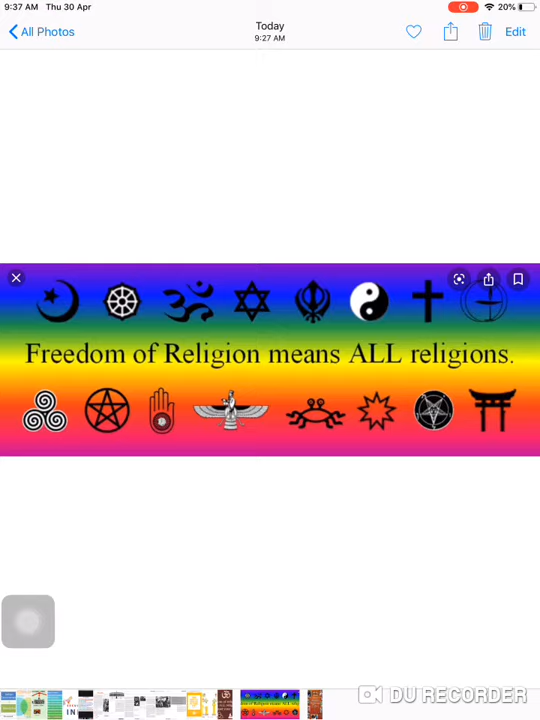 9:37 AM Thu 30 Apr 20%
All Photos
Today
9:27 AM
Edit
Freedom of Religion means ALL religions.
DU RECORDER